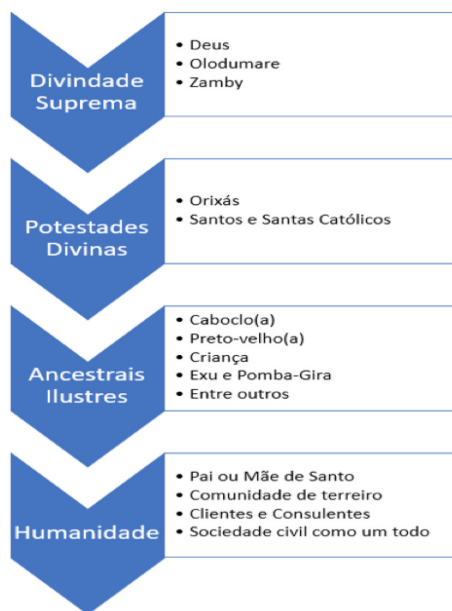 Divindade
Suprema
• Deus
• Olodumare
• Zamby
Potestades
Divinas
• Orixás
• Santos e Santas Católicos
Ancestrais
Ilustres
• Caboclo(a)
• Preto-velho(a)
• Criança
• Exu e Pomba-Gira
• Entre outros
Humanidade
• Pai ou Mãe de Santo
• Comunidade de terreiro
• Clientes e Consulentes
• Sociedade civil como um todo